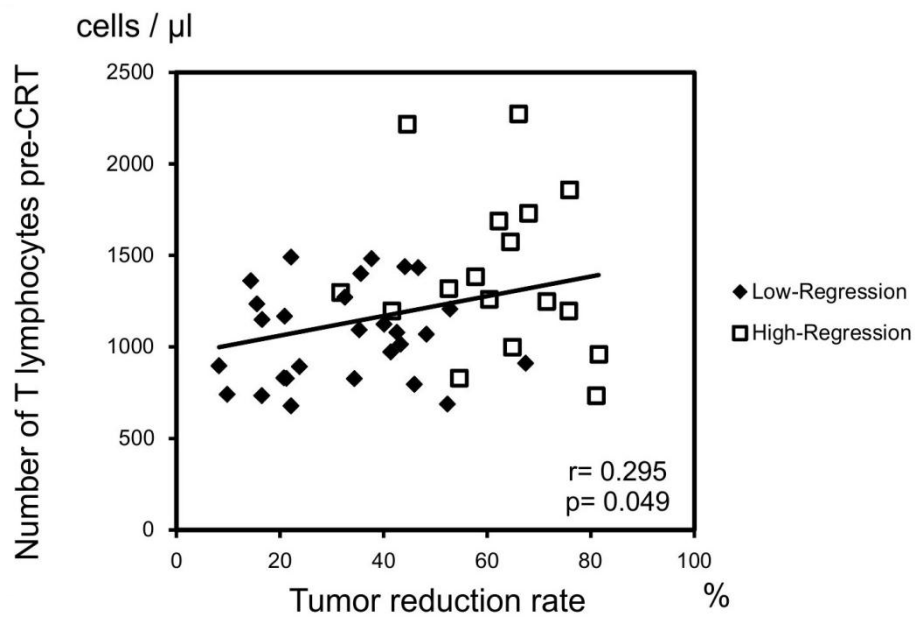 cells / µl
Number of T lymphocytes pre-CRT
2500
2000
1500
1000
500
0
0 20 40 60 80 100
Tumor reduction rate %
r= 0.295
p= 0.049
Low-Regression
High-Regression